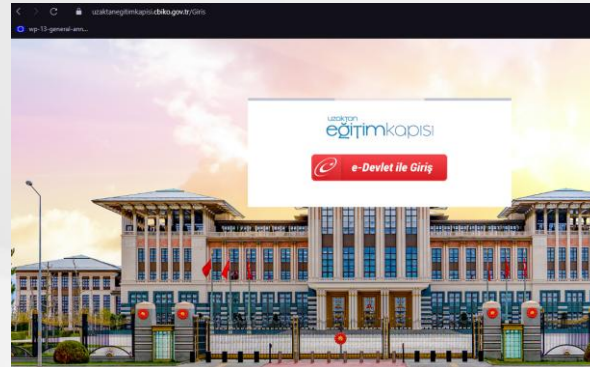 uzaktanegitimkapisi.cbiko.gov.tr/Giris
wp-13-general-ann...
uzaktan
eğitimkapısı
e-Devlet ile Giriş